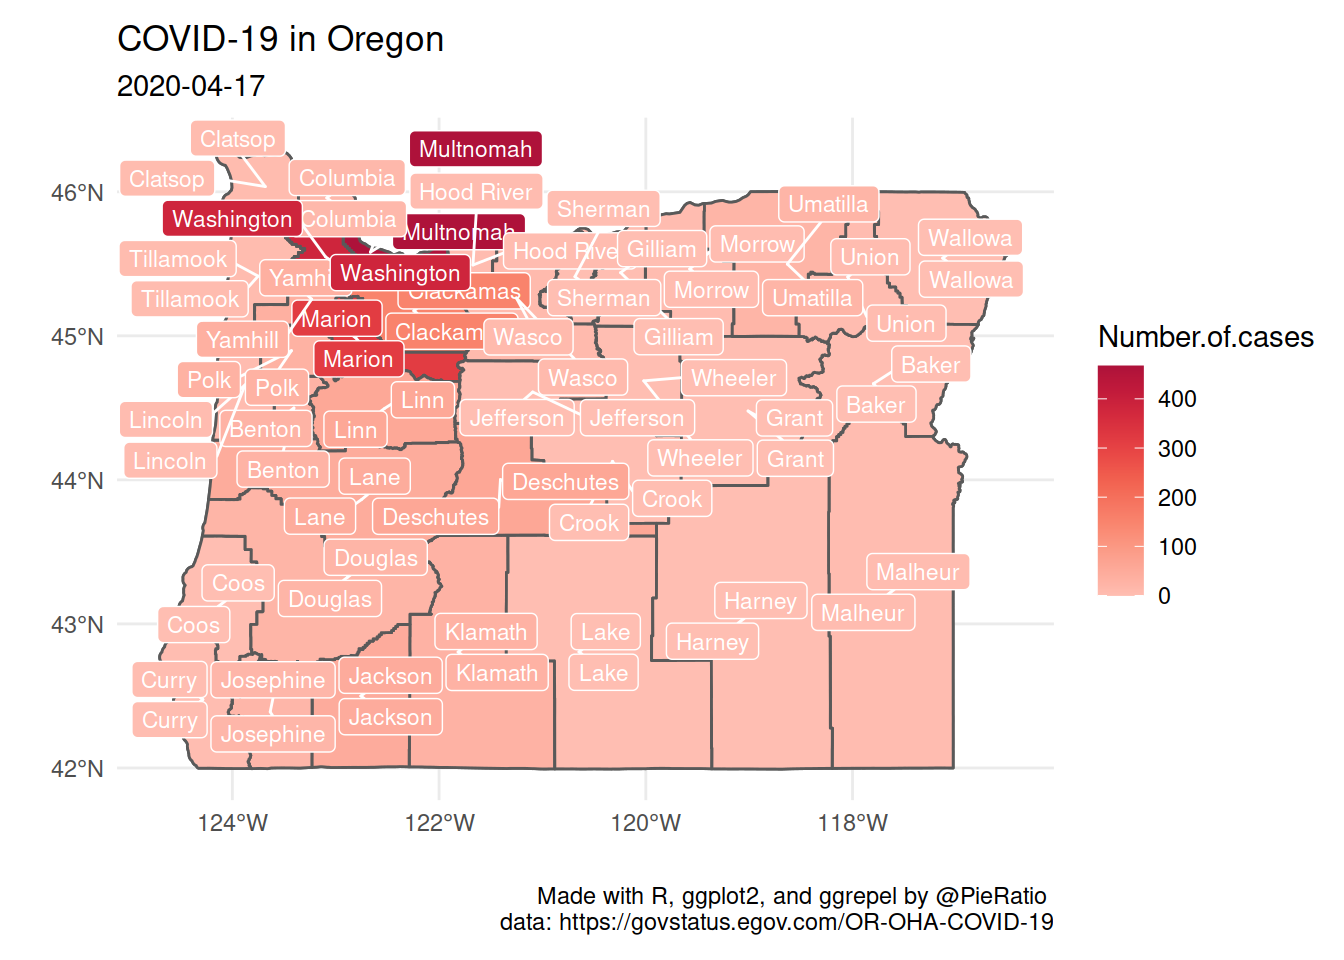 COVID-19 in Oregon
2020-04-17
Clatsop
Multnomah
Clatsop
Columbia
Hood River
46°N
Umatilla
Sherman
Washington
Columbia
Multnomah
Wallowa
Morrow
Gilliam
Hood Rive
Union
Tillamook
Washington
Yamh
Wallowa
Clackamas
Morrow
Tillamook
Sherman
Umatilla
Marion
Union
Clackam
45°N
Wasco
Gilliam
Yamhill
Marion
Baker
Polk
Polk
Wasco
Wheeler
Linn
Baker
Lincoln
Jefferson
Jefferson
Grant
Benton
Linn
Lincoln
Wheeler
Grant
Benton
Lane
44°N
Deschutes
Crook
Lane
Deschutes
Crook
Douglas
Malheur
Coos
Douglas
Harney
Malheur
43°N
Coos
Klamath
Lake
Harney
Curry
Josephine
Jackson
Klamath
Lake
Curry
Jackson
Josephine
42°N
124°W
122°W
120°W
118°W
Number.of.cases
400
300
200
100
0
Made with R, ggplot2, and ggrepel by @PieRatio
data: https://govstatus.egov.com/OR-OHA-COVID-19